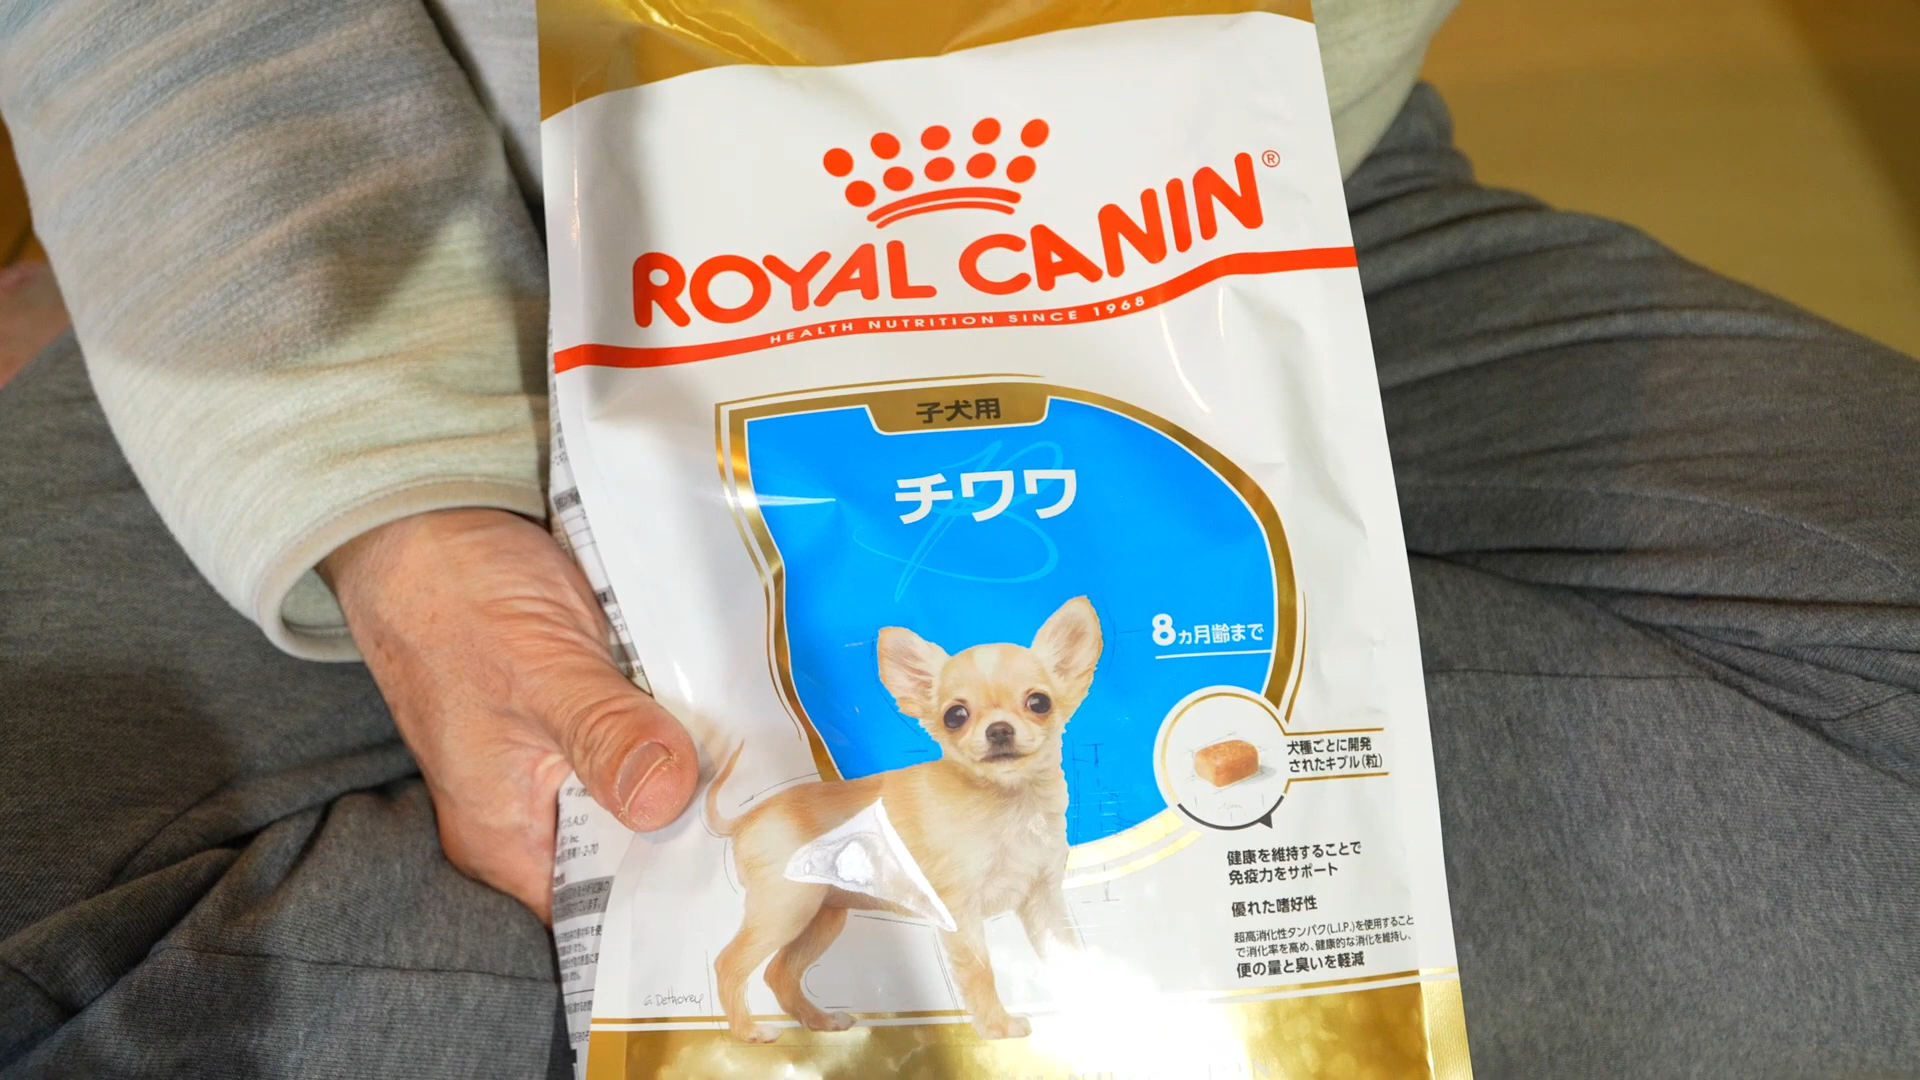 ROYAL CANIN®
HEALTH NUTRITION SINCE 1968
子犬用
チワワ
8ヵ月齢まで
犬種ごとに開発
されたキブル(粒)
健康を維持することで
免疫力をサポート
優れた嗜好性
超高消化性タンパク(L.I.P.)を使用すること
で消化率を高め、健康的な消化を維持し、
便の量と臭いを軽減
G. Dethorey